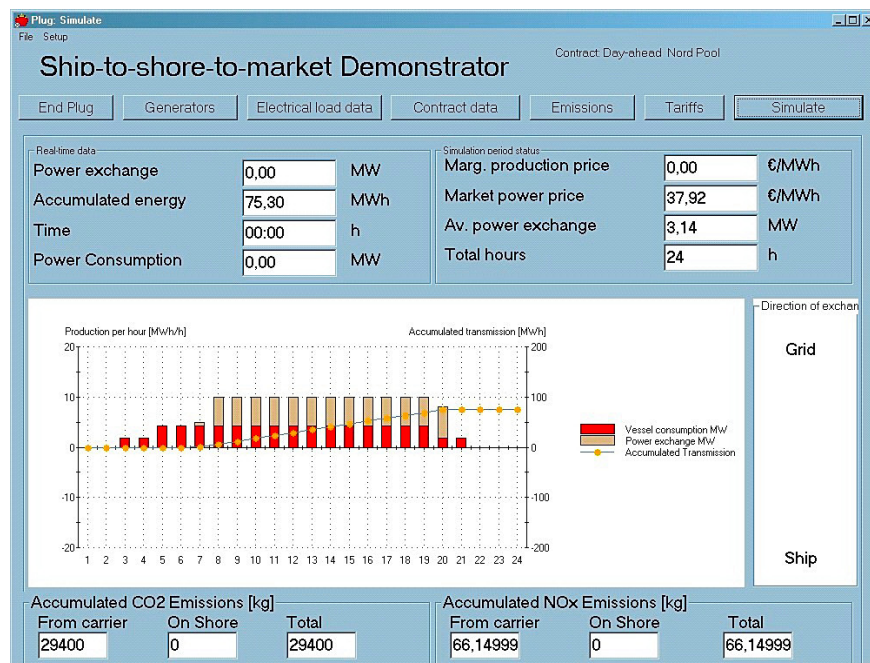 Plug: Simulate
File Setup
Ship-to-shore-to-market Demonstrator
Contract: Day-ahead Nord Pool
End Plug Generators Electrical load data Contract data Emissions Tariffs Simulate
Real-time data
Power exchange 0,00 MW
Accumulated energy 75,30 MWh
Time 00:00 h
Power Consumption 0,00 MW
Simulation period status
Marg. production price 0,00 €/MWh
Market power price 37,92 €/MWh
Av. power exchange 3,14 MW
Total hours 24 h
Production per hour [MWh/h] Accumulated transmission [MWh]
20 200
10 100
0 0
-10 -100
-20 -200
1 2 3 4 5 6 7 8 9 10 11 12 13 14 15 16 17 18 19 20 21 22 23 24
Vessel consumption MW
Power exchange MW
Accumulated Transmission
Direction of exchan
Grid
Ship
Accumulated CO2 Emissions [kg]
From carrier On Shore Total
29400 0 29400
Accumulated NOx Emissions [kg]
From carrier On Shore Total
66,14999 0 66,14999